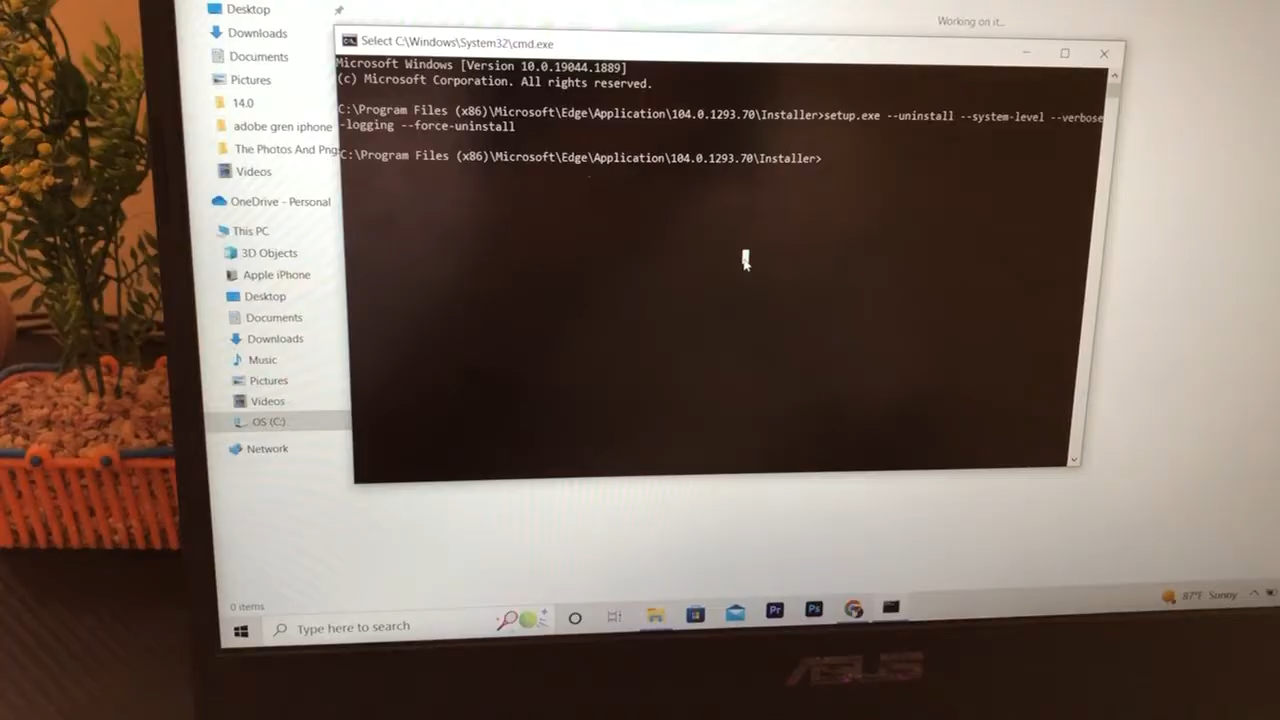 Desktop
Working on it...
Downloads
Select C:\Windows\System32\cmd.exe
Documents
Microsoft Windows [Version 10.0.19044.1889]
(c) Microsoft Corporation. All rights reserved.
Pictures
14.0
C:\Program Files (x86)\Microsoft\Edge\Application\104.0.1293.70\Installer>setup.exe --uninstall --system-level --verbose
-logging --force-uninstall
adobe gren iphone
The Photos And Png
C:\Program Files (x86)\Microsoft\Edge\Application\104.0.1293.70\Installer>
Videos
OneDrive - Personal
This PC
3D Objects
Apple iPhone
Desktop
Documents
Downloads
Music
Pictures
Videos
OS (C:)
Network
0 items
Type here to search
Pr
Ps
87°F Sunny
ASUS